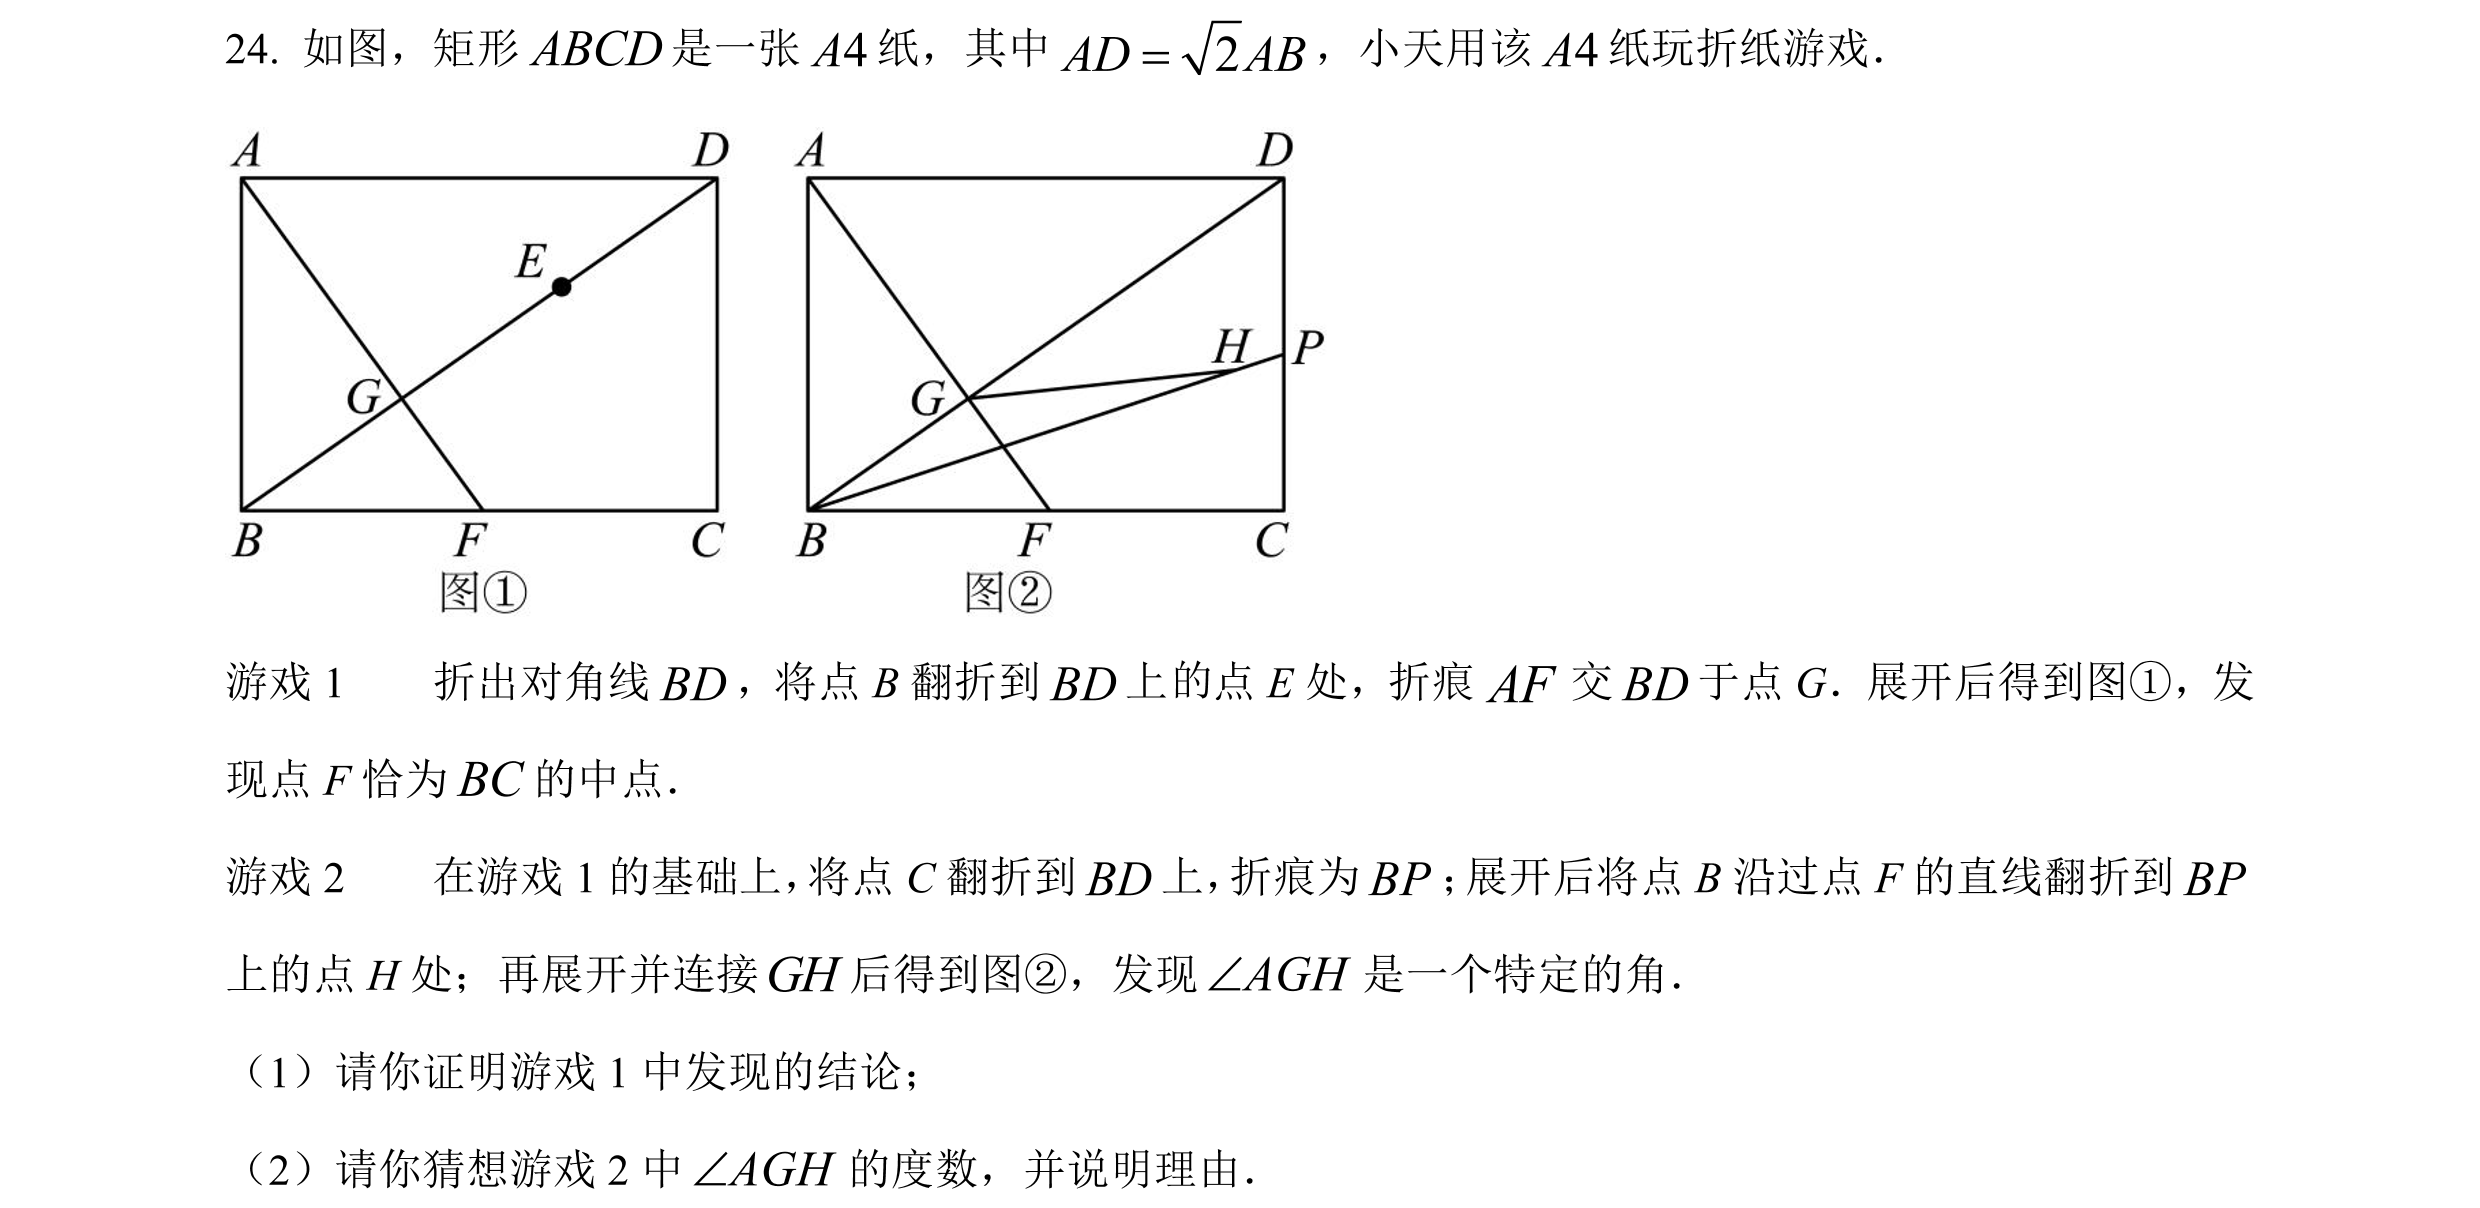 24. 如图，矩形 ABCD 是一张 A4 纸，其中 AD = √2AB，小天用该 A4 纸玩折纸游戏．
A D A D
E
H P
G G
B F C B F C
图① 图②
游戏 1 折出对角线 BD，将点 B 翻折到 BD 上的点 E 处，折痕 AF 交 BD 于点 G．展开后得到图①，发
现点 F 恰为 BC 的中点．
游戏 2 在游戏 1 的基础上，将点 C 翻折到 BD 上，折痕为 BP；展开后将点 B 沿过点 F 的直线翻折到 BP
上的点 H 处；再展开并连接 GH 后得到图②，发现∠AGH 是一个特定的角．
（1）请你证明游戏 1 中发现的结论；
（2）请你猜想游戏 2 中∠AGH 的度数，并说明理由．